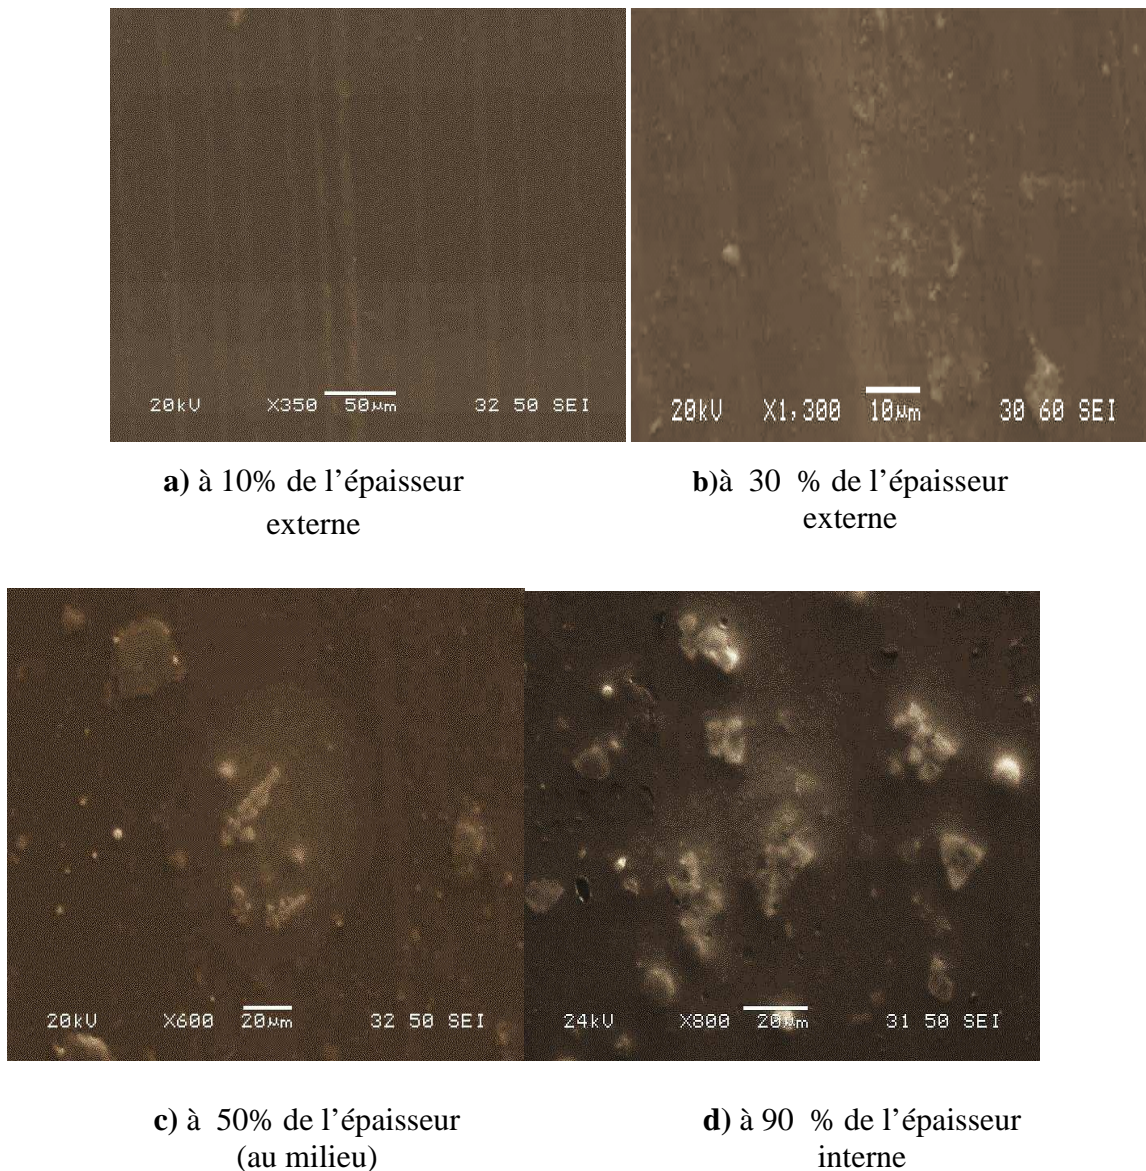 20kV X350 50µm 32 50 SEI
20kV X1,300 10µm 30 60 SEI
a) à 10% de l’épaisseur
externe
b)à 30 % de l’épaisseur
externe
20kV X600 20µm 32 50 SEI
24kV X800 20µm 31 50 SEI
c) à 50% de l’épaisseur
(au milieu)
d) à 90 % de l’épaisseur
interne